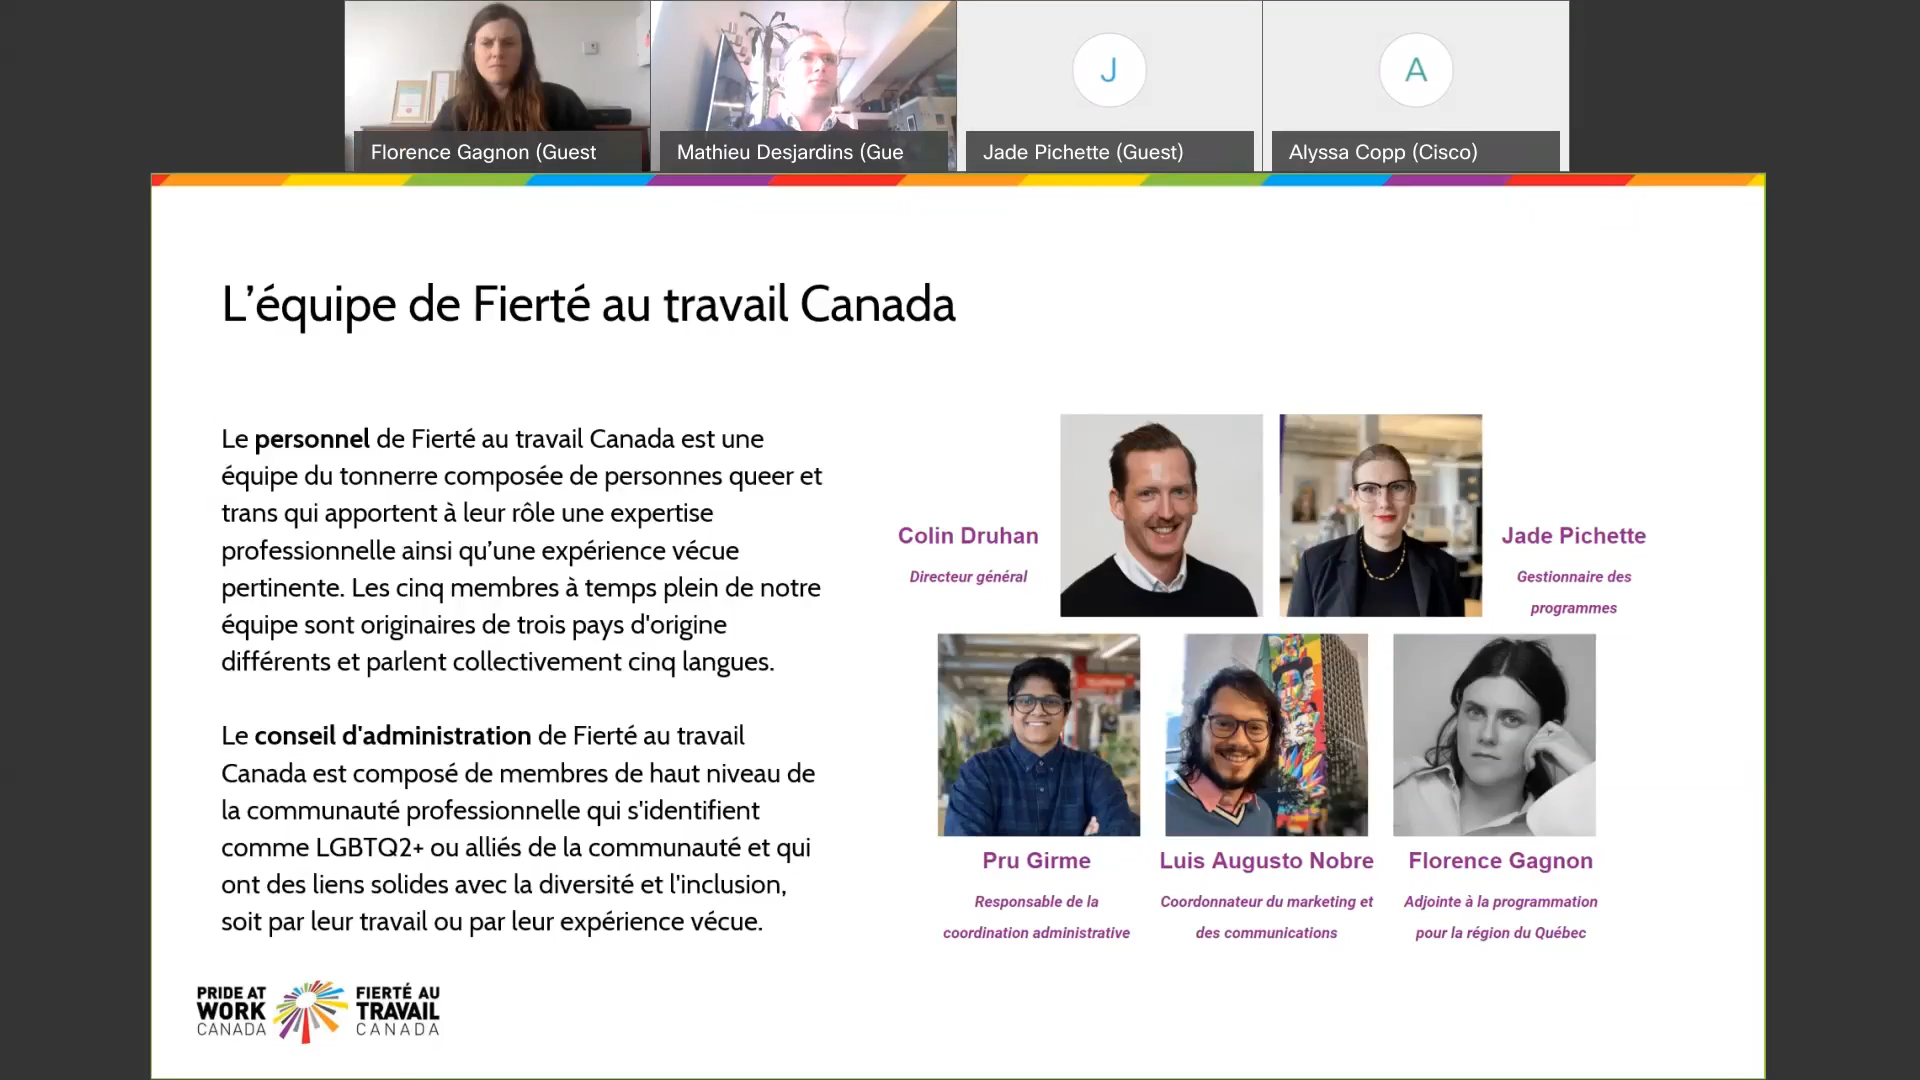 Florence Gagnon (Guest
Mathieu Desjardins (Gue
J
Jade Pichette (Guest)
A
Alyssa Copp (Cisco)
L’équipe de Fierté au travail Canada
Le personnel de Fierté au travail Canada est une
équipe du tonnerre composée de personnes queer et
trans qui apportent à leur rôle une expertise
professionnelle ainsi qu’une expérience vécue
pertinente. Les cinq membres à temps plein de notre
équipe sont originaires de trois pays d'origine
différents et parlent collectivement cinq langues.
Le conseil d'administration de Fierté au travail
Canada est composé de membres de haut niveau de
la communauté professionnelle qui s'identifient
comme LGBTQ2+ ou alliés de la communauté et qui
ont des liens solides avec la diversité et l'inclusion,
soit par leur travail ou par leur expérience vécue.
Colin Druhan
Directeur général
Jade Pichette
Gestionnaire des
programmes
Pru Girme
Responsable de la
coordination administrative
Luis Augusto Nobre
Coordonnateur du marketing et
des communications
Florence Gagnon
Adjointe à la programmation
pour la région du Québec
PRIDE AT
WORK
CANADA
FIERTÉ AU
TRAVAIL
CANADA